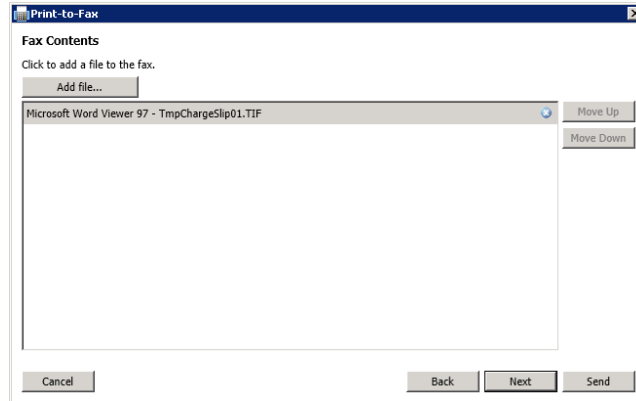 Print-to-Fax
Fax Contents
Click to add a file to the fax.
Add file...
Microsoft Word Viewer 97 - TmpChargeSlip01.TIF
Move Up
Move Down
Cancel
Back
Next
Send